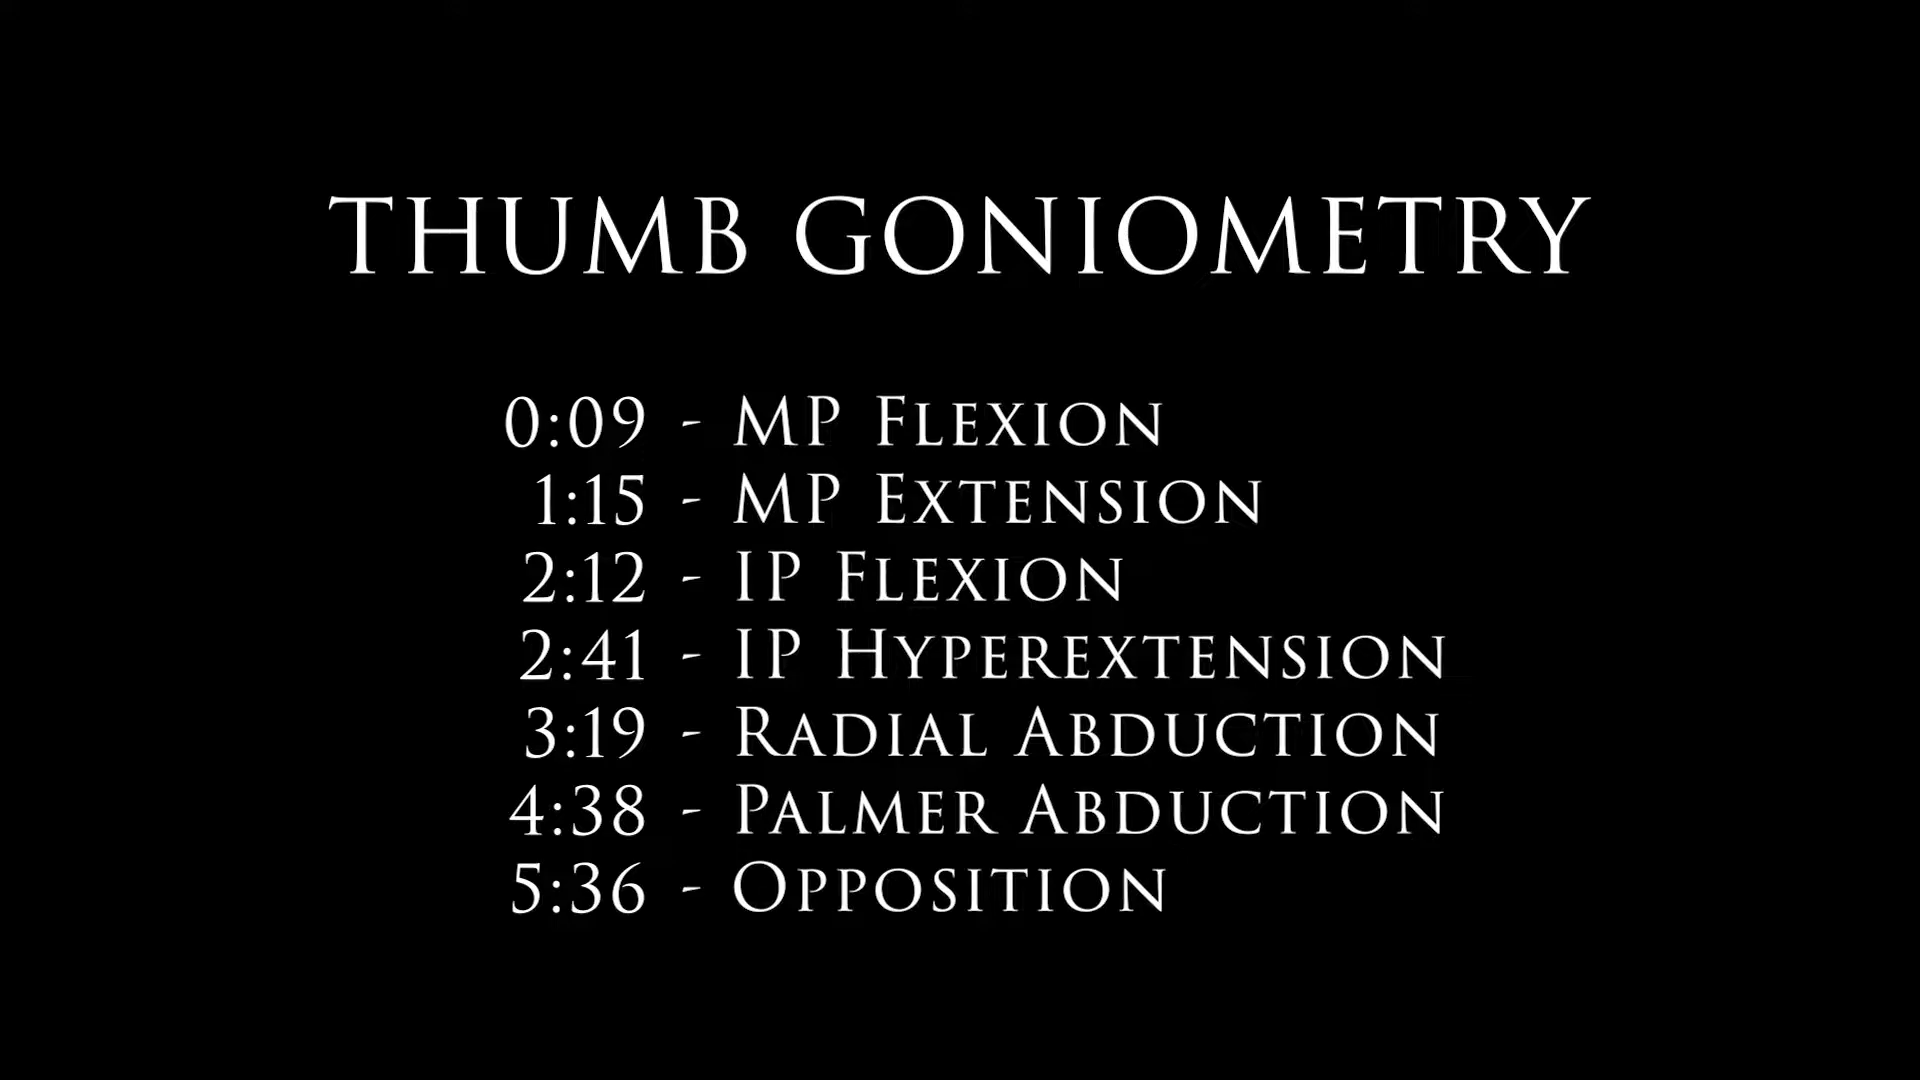 THUMB GONIOMETRY
0:09 - MP FLEXION
1:15 - MP EXTENSION
2:12 - IP FLEXION
2:41 - IP HYPEREXTENSION
3:19 - RADIAL ABDUCTION
4:38 - PALMER ABDUCTION
5:36 - OPPOSITION